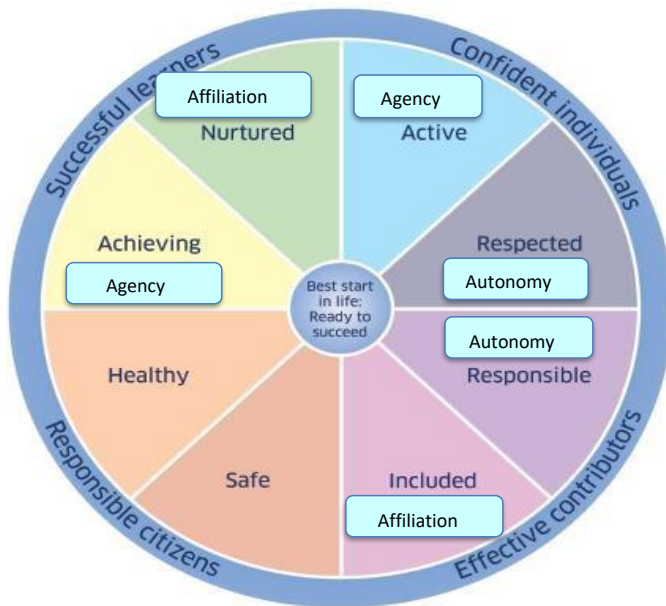 Successful learners
Confident individuals
Affiliation
Nurtured
Agency
Active
Achieving
Agency
Respected
Autonomy
Best start
in life:
Ready to
succeed
Autonomy
Responsible
Healthy
Safe
Included
Affiliation
Responsible citizens
Effective contributors